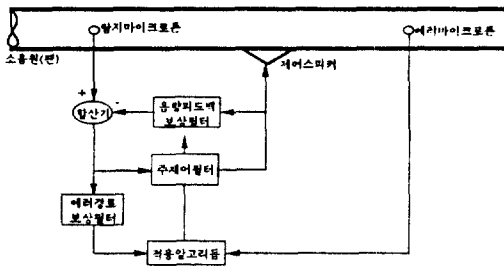 탐지마이크로폰
에러마이크로폰
소음원(팬)
제어스피커
+
-
합산기
음향피드백
보상필터
주제어필터
에러경로
보상필터
적응알고리듬